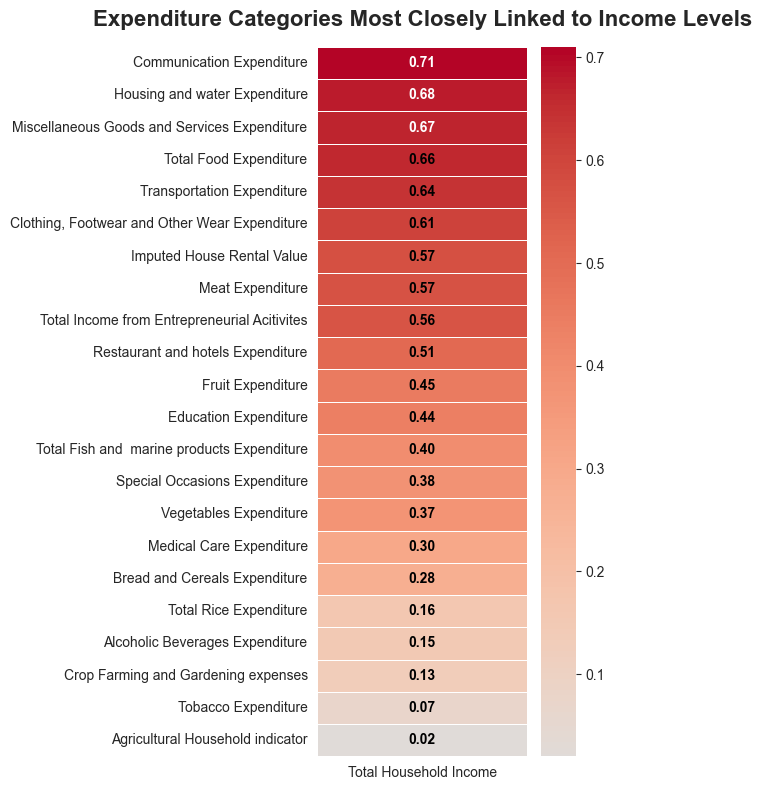 Expenditure Categories Most Closely Linked to Income Levels
Communication Expenditure 0.71
Housing and water Expenditure 0.68
Miscellaneous Goods and Services Expenditure 0.67
Total Food Expenditure 0.66
Transportation Expenditure 0.64
Clothing, Footwear and Other Wear Expenditure 0.61
Imputed House Rental Value 0.57
Meat Expenditure 0.57
Total Income from Entrepreneurial Acitivites 0.56
Restaurant and hotels Expenditure 0.51
Fruit Expenditure 0.45
Education Expenditure 0.44
Total Fish and  marine products Expenditure 0.40
Special Occasions Expenditure 0.38
Vegetables Expenditure 0.37
Medical Care Expenditure 0.30
Bread and Cereals Expenditure 0.28
Total Rice Expenditure 0.16
Alcoholic Beverages Expenditure 0.15
Crop Farming and Gardening expenses 0.13
Tobacco Expenditure 0.07
Agricultural Household indicator 0.02
Total Household Income
0.7
0.6
0.5
0.4
0.3
0.2
0.1